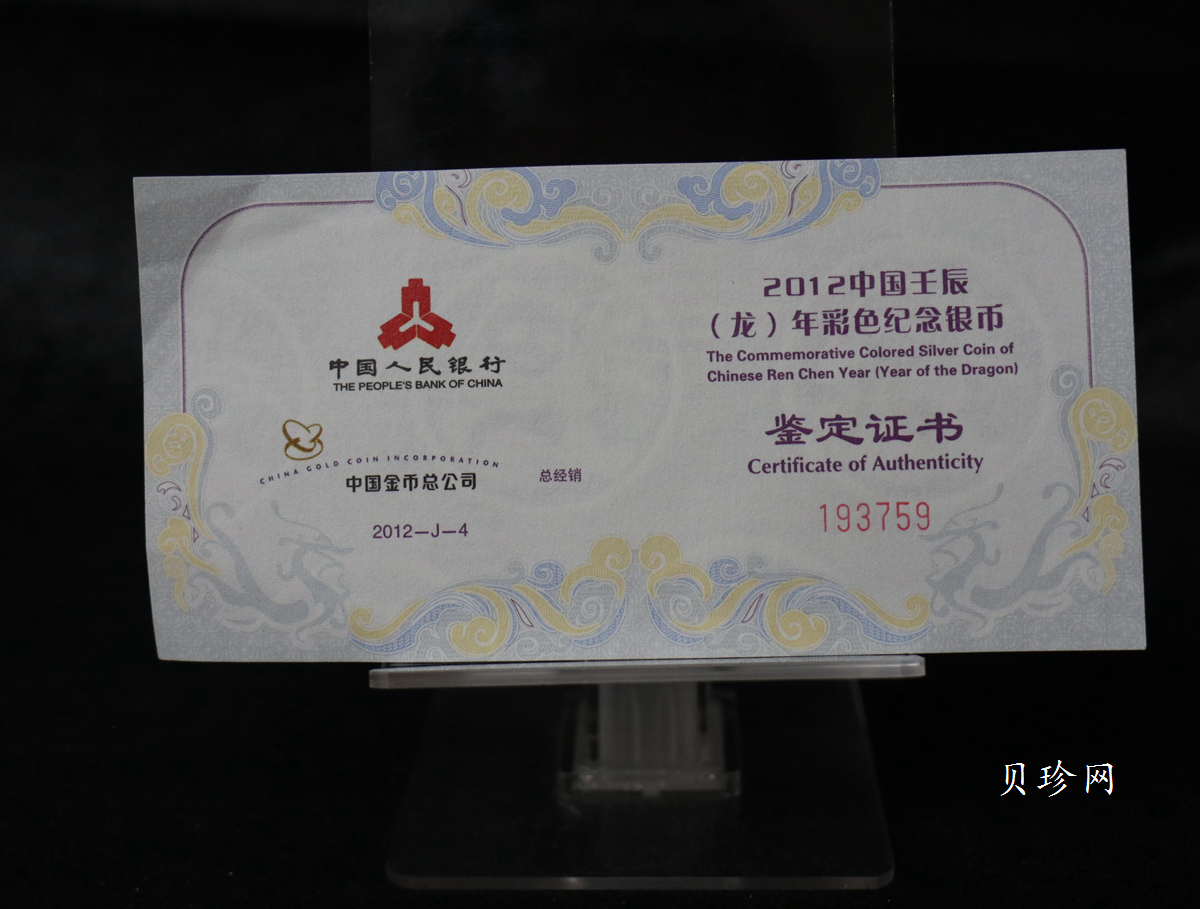 中国人民银行
THE PEOPLE'S BANK OF CHINA
CHINA GOLD COIN INCORPORATION
中国金币总公司
总经销
2012—J—4
2012中国壬辰
（龙）年彩色纪念银币
The Commemorative Colored Silver Coin of
Chinese Ren Chen Year (Year of the Dragon)
鉴定证书
Certificate of Authenticity
193759
贝珍网